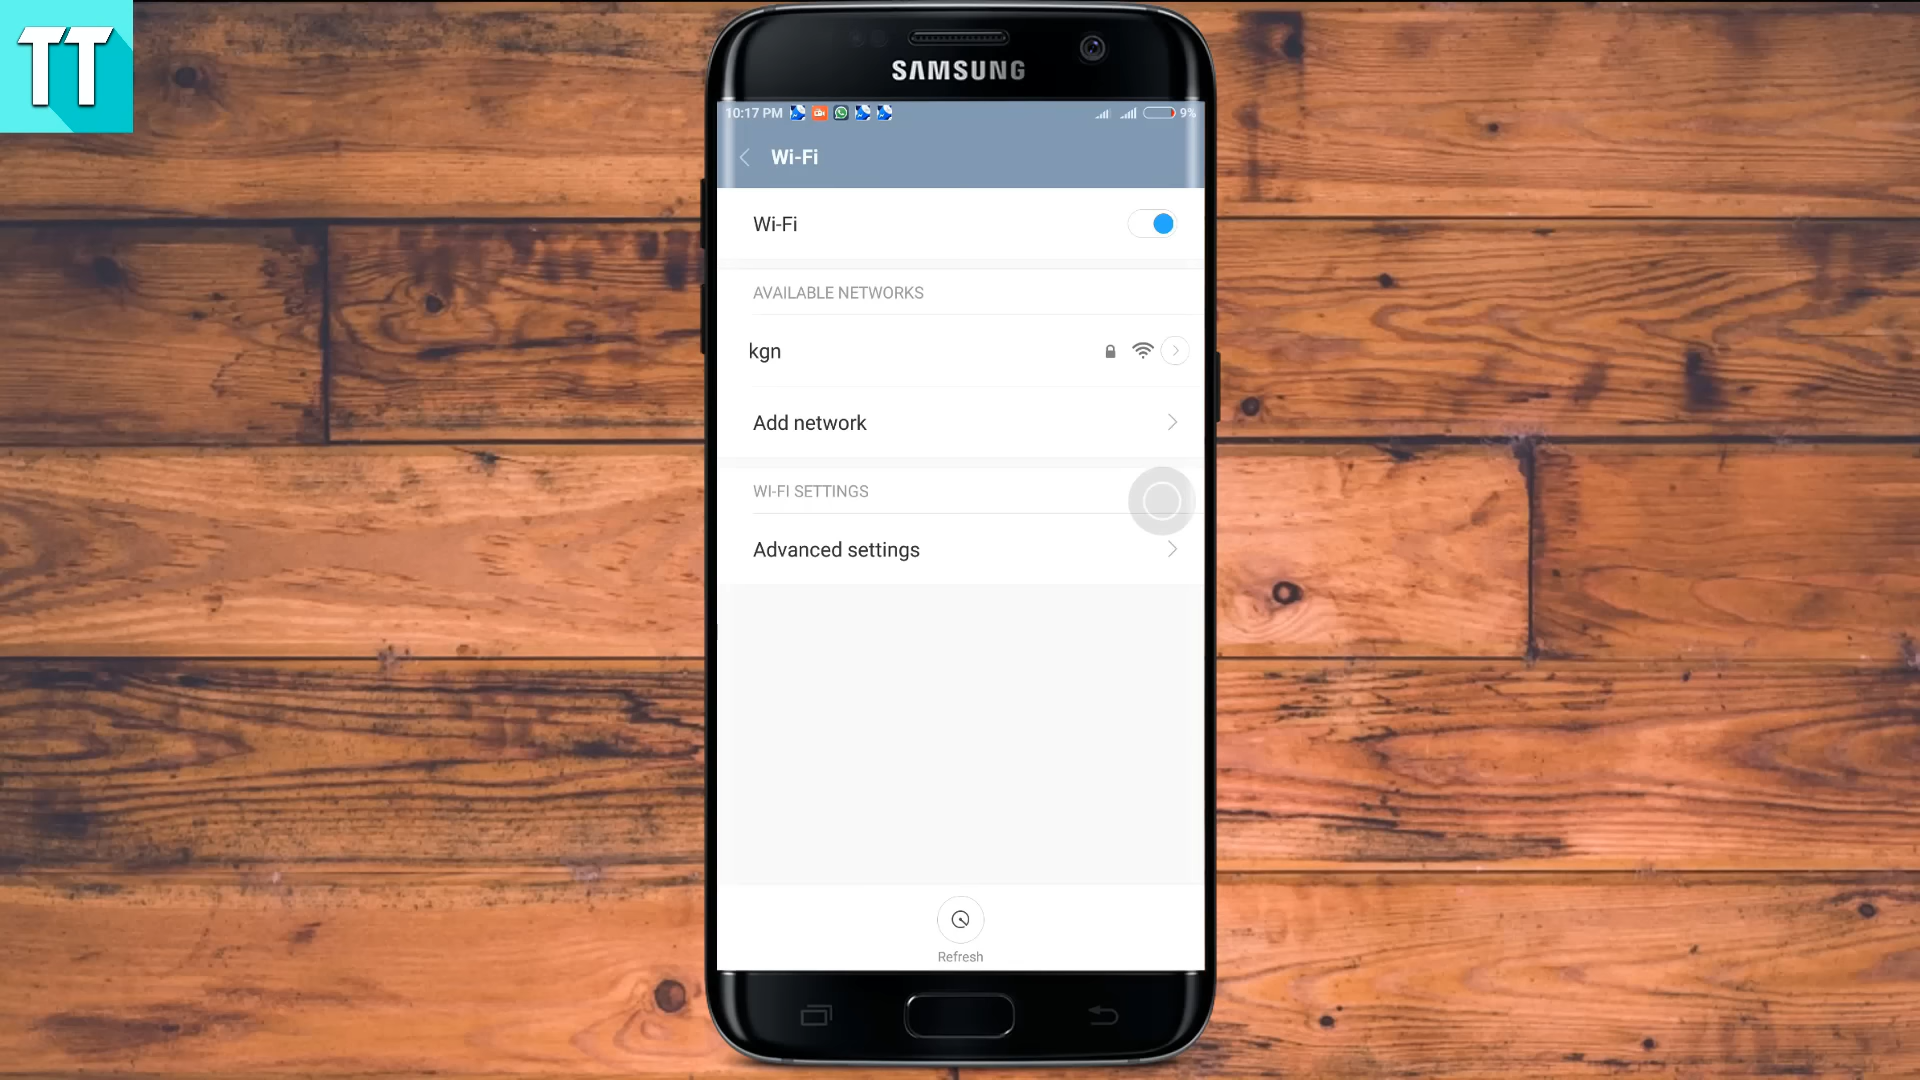 TT
SAMSUNG
10:17 PM 9%
Wi-Fi
Wi-Fi
AVAILABLE NETWORKS
kgn
Add network
WI-FI SETTINGS
Advanced settings
Refresh